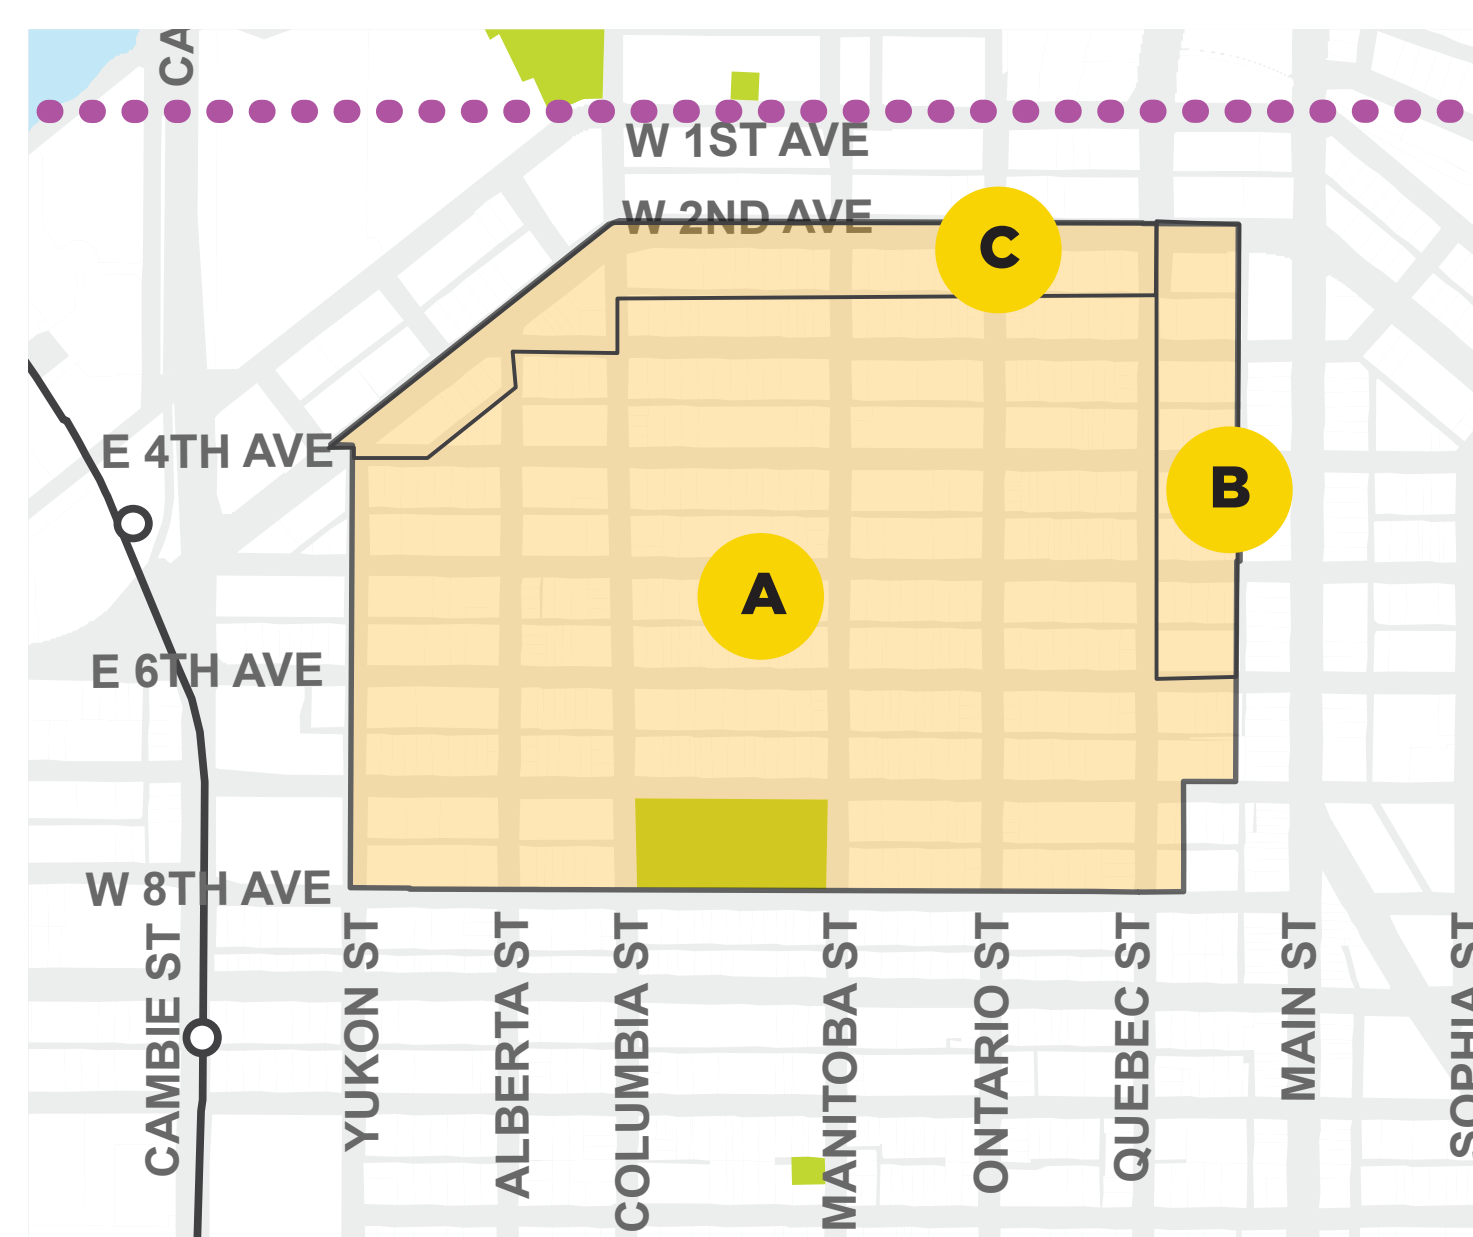 CA
W 1ST AVE
W 2ND AVE
C
E 4TH AVE
B
A
E 6TH AVE
W 8TH AVE
CAMBIE ST
YUKON ST
ALBERTA ST
COLUMBIA ST
MANITOBA ST
ONTARIO ST
QUEBEC ST
MAIN ST
SOPHIA ST